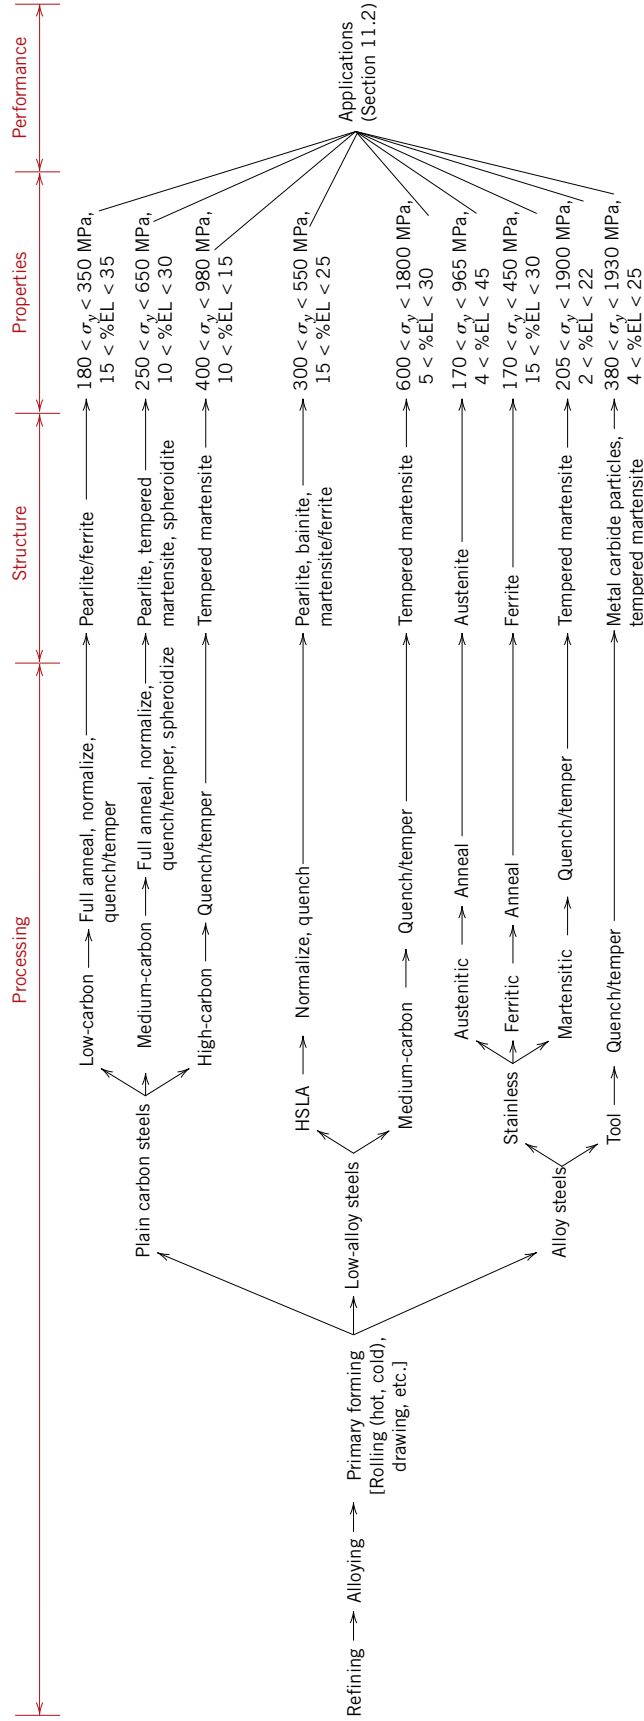 Processing
Structure
Properties
Performance
Refining
Alloying
Primary forming
[Rolling (hot, cold),
drawing, etc.]
Plain carbon steels
Low-carbon
Full anneal, normalize,
quench/temper
Pearlite/ferrite
180 < σy < 350 MPa,
15 < %EL < 35
Medium-carbon
Full anneal, normalize,
quench/temper, spheroidize
Pearlite, tempered
martensite, spheroidite
250 < σy < 650 MPa,
10 < %EL < 30
High-carbon
Quench/temper
Tempered martensite
400 < σy < 980 MPa,
10 < %EL < 15
Low-alloy steels
HSLA
Normalize, quench
Pearlite, bainite,
martensite/ferrite
300 < σy < 550 MPa,
15 < %EL < 25
Medium-carbon
Quench/temper
Tempered martensite
600 < σy < 1800 MPa,
5 < %EL < 30
Alloy steels
Stainless
Austenitic
Anneal
Austenite
170 < σy < 965 MPa,
4 < %EL < 45
Ferritic
Anneal
Ferrite
170 < σy < 450 MPa,
15 < %EL < 30
Martensitic
Quench/temper
Tempered martensite
205 < σy < 1900 MPa,
2 < %EL < 22
Tool
Quench/temper
Metal carbide particles,
tempered martensite
380 < σy < 1930 MPa,
4 < %EL < 25
Applications
(Section 11.2)